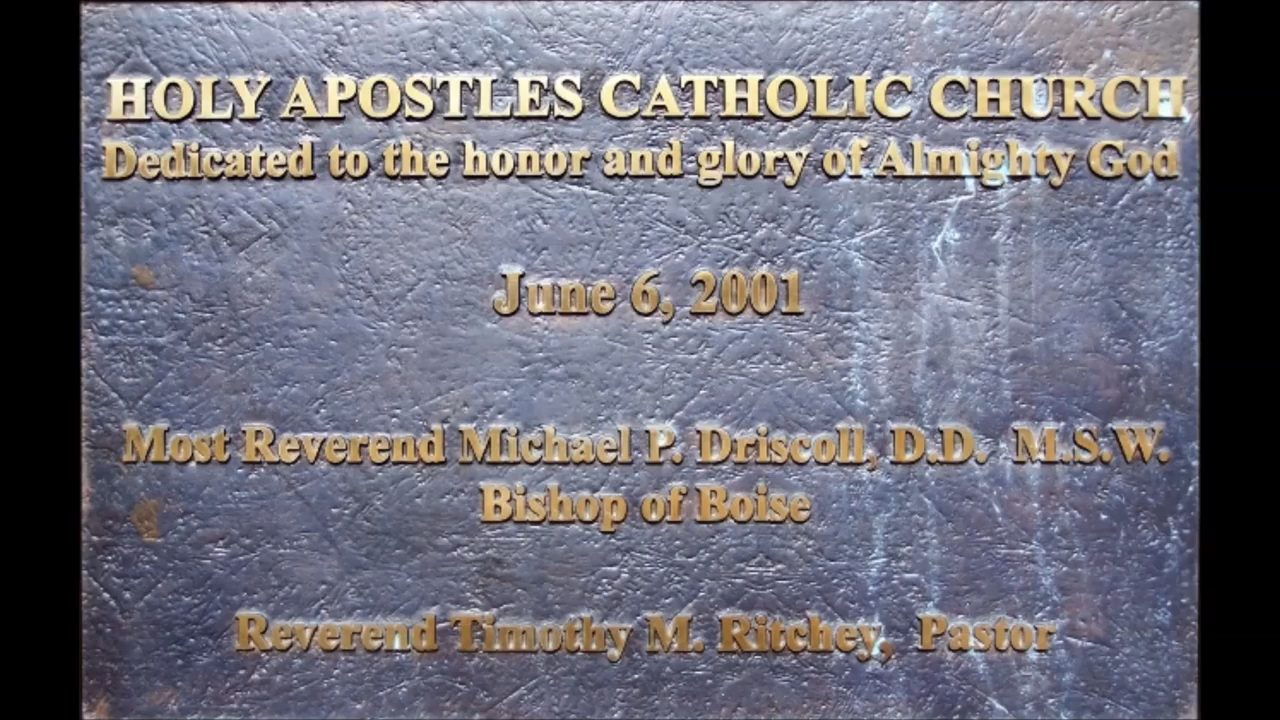 HOLY APOSTLES CATHOLIC CHURCH
Dedicated to the honor and glory of Almighty God
June 6, 2001
Most Reverend Michael P. Driscoll, D.D. M.S.W.
Bishop of Boise
Reverend Timothy M. Ritchey, Pastor